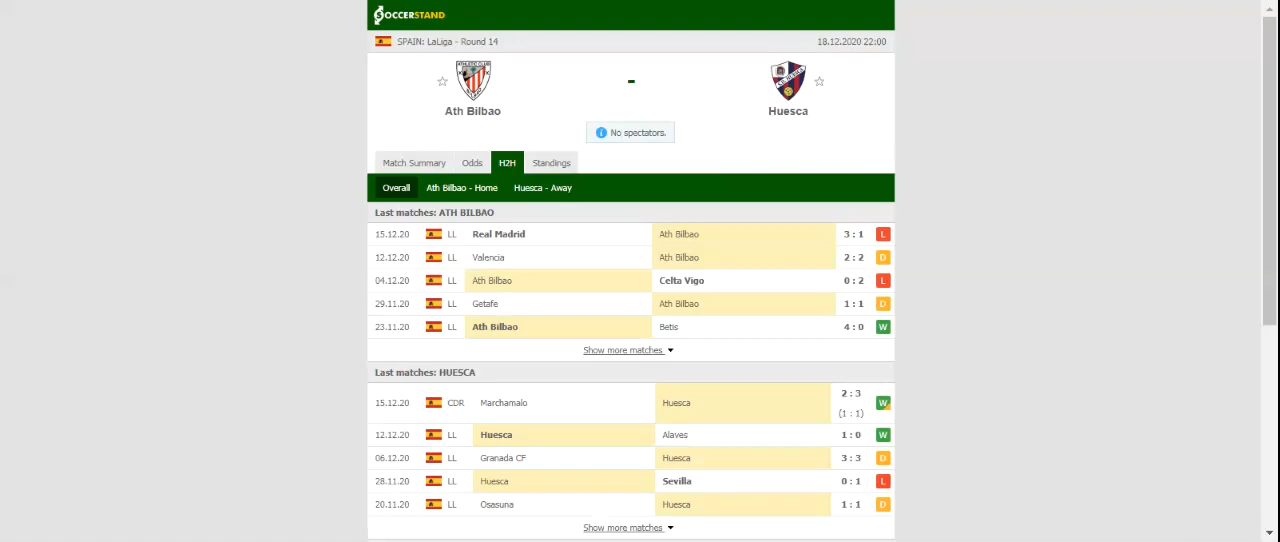 SOCCERSTAND
SPAIN: LaLiga - Round 14 18.12.2020 22:00
-
Ath Bilbao Huesca
No spectators.
Match Summary Odds H2H Standings
Overall Ath Bilbao - Home Huesca - Away
Last matches: ATH BILBAO
15.12.20 LL Real Madrid Ath Bilbao 3 : 1 L
12.12.20 LL Valencia Ath Bilbao 2 : 2 D
04.12.20 LL Ath Bilbao Celta Vigo 0 : 2 L
29.11.20 LL Getafe Ath Bilbao 1 : 1 D
23.11.20 LL Ath Bilbao Betis 4 : 0 W
Show more matches
Last matches: HUESCA
15.12.20 CDR Marchamalo Huesca 2 : 3 W
(1 : 1)
12.12.20 LL Huesca Alaves 1 : 0 W
06.12.20 LL Granada CF Huesca 3 : 3 D
28.11.20 LL Huesca Sevilla 0 : 1 L
20.11.20 LL Osasuna Huesca 1 : 1 D
Show more matches